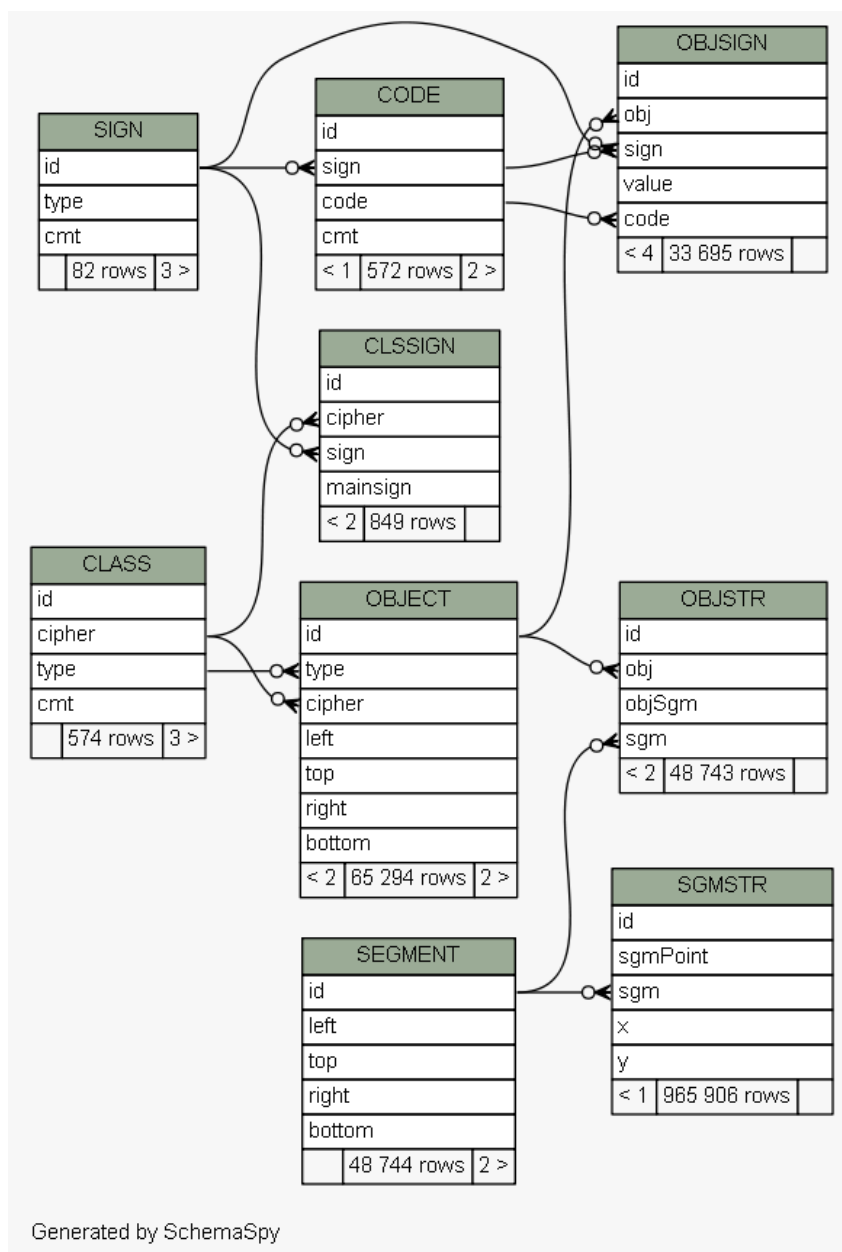 SIGN
id
type
cmt
82 rows 3 >
CODE
id
sign
code
cmt
< 1 572 rows 2 >
OBJSIGN
id
obj
sign
value
code
< 4 33 695 rows
CLSSIGN
id
cipher
sign
mainsign
< 2 849 rows
CLASS
id
cipher
type
cmt
574 rows 3 >
OBJECT
id
type
cipher
left
top
right
bottom
< 2 65 294 rows 2 >
OBJSTR
id
obj
objSgm
sgm
< 2 48 743 rows
SEGMENT
id
left
top
right
bottom
48 744 rows 2 >
SGMSTR
id
sgmPoint
sgm
x
y
< 1 965 906 rows
Generated by SchemaSpy